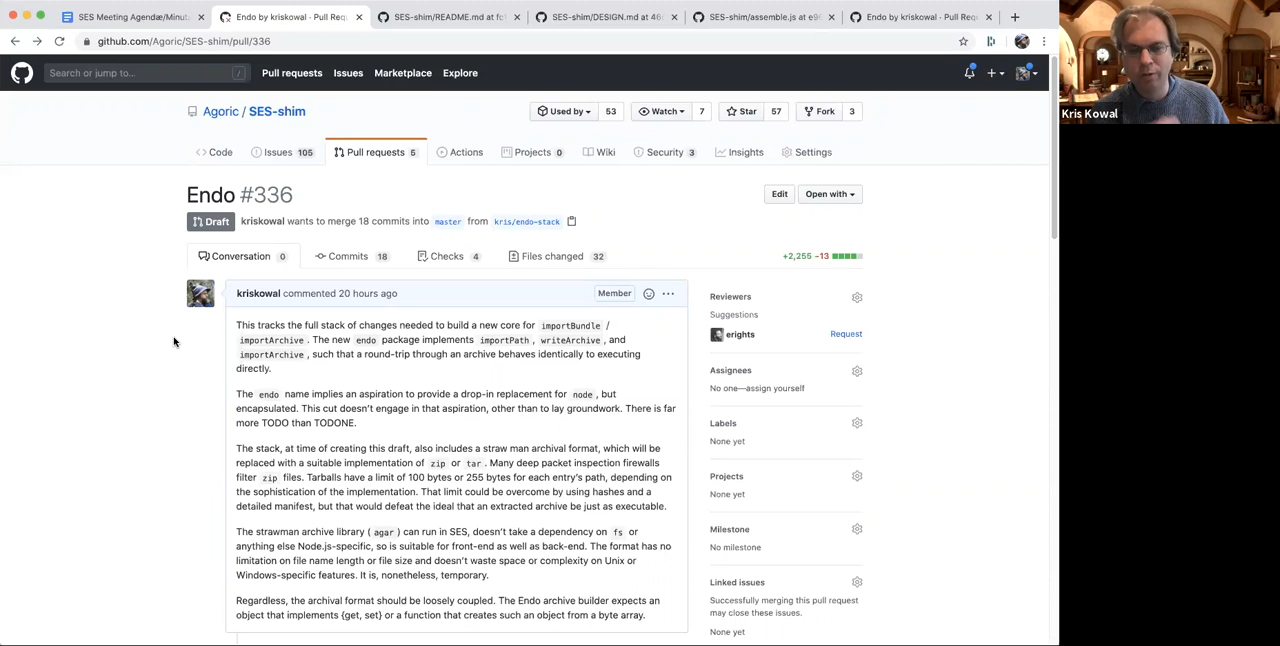 SES Meeting Agendæ/Minut
Endo by kriskowal · Pull Req
SES-shim/README.md at fc
SES-shim/DESIGN.md at 46
SES-shim/assemble.js at e9
Endo by kriskowal · Pull Req
github.com/Agoric/SES-shim/pull/336
Search or jump to...
/
Pull requests
Issues
Marketplace
Explore
Kris Kowal
Agoric / SES-shim
Used by 53
Watch 7
Star 57
Fork 3
Code
Issues 105
Pull requests 5
Actions
Projects 0
Wiki
Security 3
Insights
Settings
Endo #336
Edit
Open with
Draft
kriskowal wants to merge 18 commits into master from kris/endo-stack
Conversation 0
Commits 18
Checks 4
Files changed 32
+2,255 −13
kriskowal commented 20 hours ago
Member
This tracks the full stack of changes needed to build a new core for importBundle /
importArchive . The new endo package implements importPath , writeArchive , and
importArchive , such that a round-trip through an archive behaves identically to executing
directly.
The endo name implies an aspiration to provide a drop-in replacement for node , but
encapsulated. This cut doesn't engage in that aspiration, other than to lay groundwork. There is far
more TODO than TODONE.
The stack, at time of creating this draft, also includes a straw man archival format, which will be
replaced with a suitable implementation of zip or tar . Many deep packet inspection firewalls
filter zip files. Tarballs have a limit of 100 bytes or 255 bytes for each entry's path, depending on
the sophistication of the implementation. That limit could be overcome by using hashes and a
detailed manifest, but that would defeat the ideal that an extracted archive be just as executable.
The strawman archive library ( agar ) can run in SES, doesn't take a dependency on fs or
anything else Node.js-specific, so is suitable for front-end as well as back-end. The format has no
limitation on file name length or file size and doesn't waste space or complexity on Unix or
Windows-specific features. It is, nonetheless, temporary.
Regardless, the archival format should be loosely coupled. The Endo archive builder expects an
object that implements {get, set} or a function that creates such an object from a byte array.
Reviewers
Suggestions
erights
Request
Assignees
No one—assign yourself
Labels
None yet
Projects
None yet
Milestone
No milestone
Linked issues
Successfully merging this pull request
may close these issues.
None yet